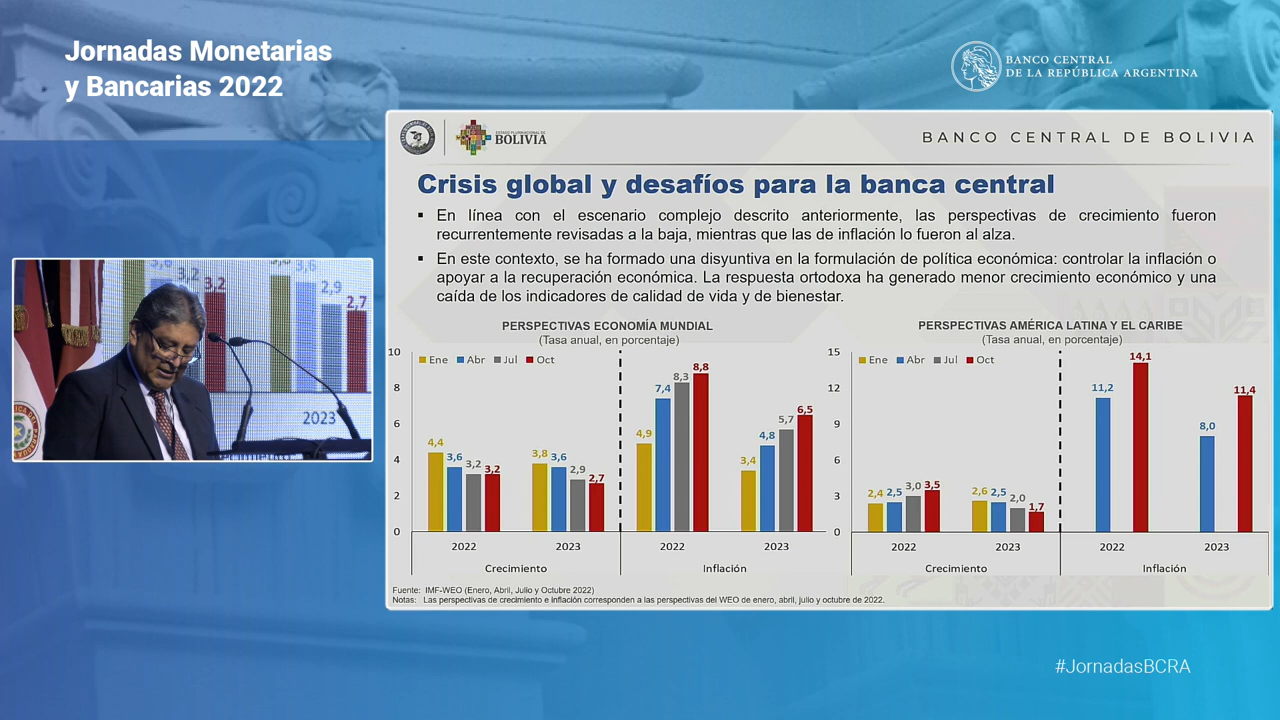 Jornadas Monetarias
y Bancarias 2022
BANCO CENTRAL
DE LA REPÚBLICA ARGENTINA
BOLIVIA
BANCO CENTRAL DE BOLIVIA
Crisis global y desafíos para la banca central
▪ En línea con el escenario complejo descrito anteriormente, las perspectivas de crecimiento fueron
recurrentemente revisadas a la baja, mientras que las de inflación lo fueron al alza.
▪ En este contexto, se ha formado una disyuntiva en la formulación de política económica: controlar la inflación o
apoyar a la recuperación económica. La respuesta ortodoxa ha generado menor crecimiento económico y una
caída de los indicadores de calidad de vida y de bienestar.
PERSPECTIVAS ECONOMÍA MUNDIAL
(Tasa anual, en porcentaje)
Ene Abr Jul Oct
10
8
6
4
2
0
4,4 3,6 3,2 3,2
3,8 3,6 2,9 2,7
4,9 7,4 8,3 8,8
3,4 4,8 5,7 6,5
2022 2023 2022 2023
Crecimiento Inflación
PERSPECTIVAS AMÉRICA LATINA Y EL CARIBE
(Tasa anual, en porcentaje)
Ene Abr Jul Oct
15
12
9
6
3
0
2,4 2,5 3,0 3,5
2,6 2,5 2,0 1,7
11,2 14,1
8,0 11,4
2022 2023 2022 2023
Crecimiento Inflación
Fuente: IMF-WEO (Enero, Abril, Julio y Octubre 2022)
Notas: Las perspectivas de crecimiento e inflación corresponden a las perspectivas del WEO de enero, abril, julio y octubre de 2022.
3,2 3,2
3,6 2,9 2,7
2023
#JornadasBCRA